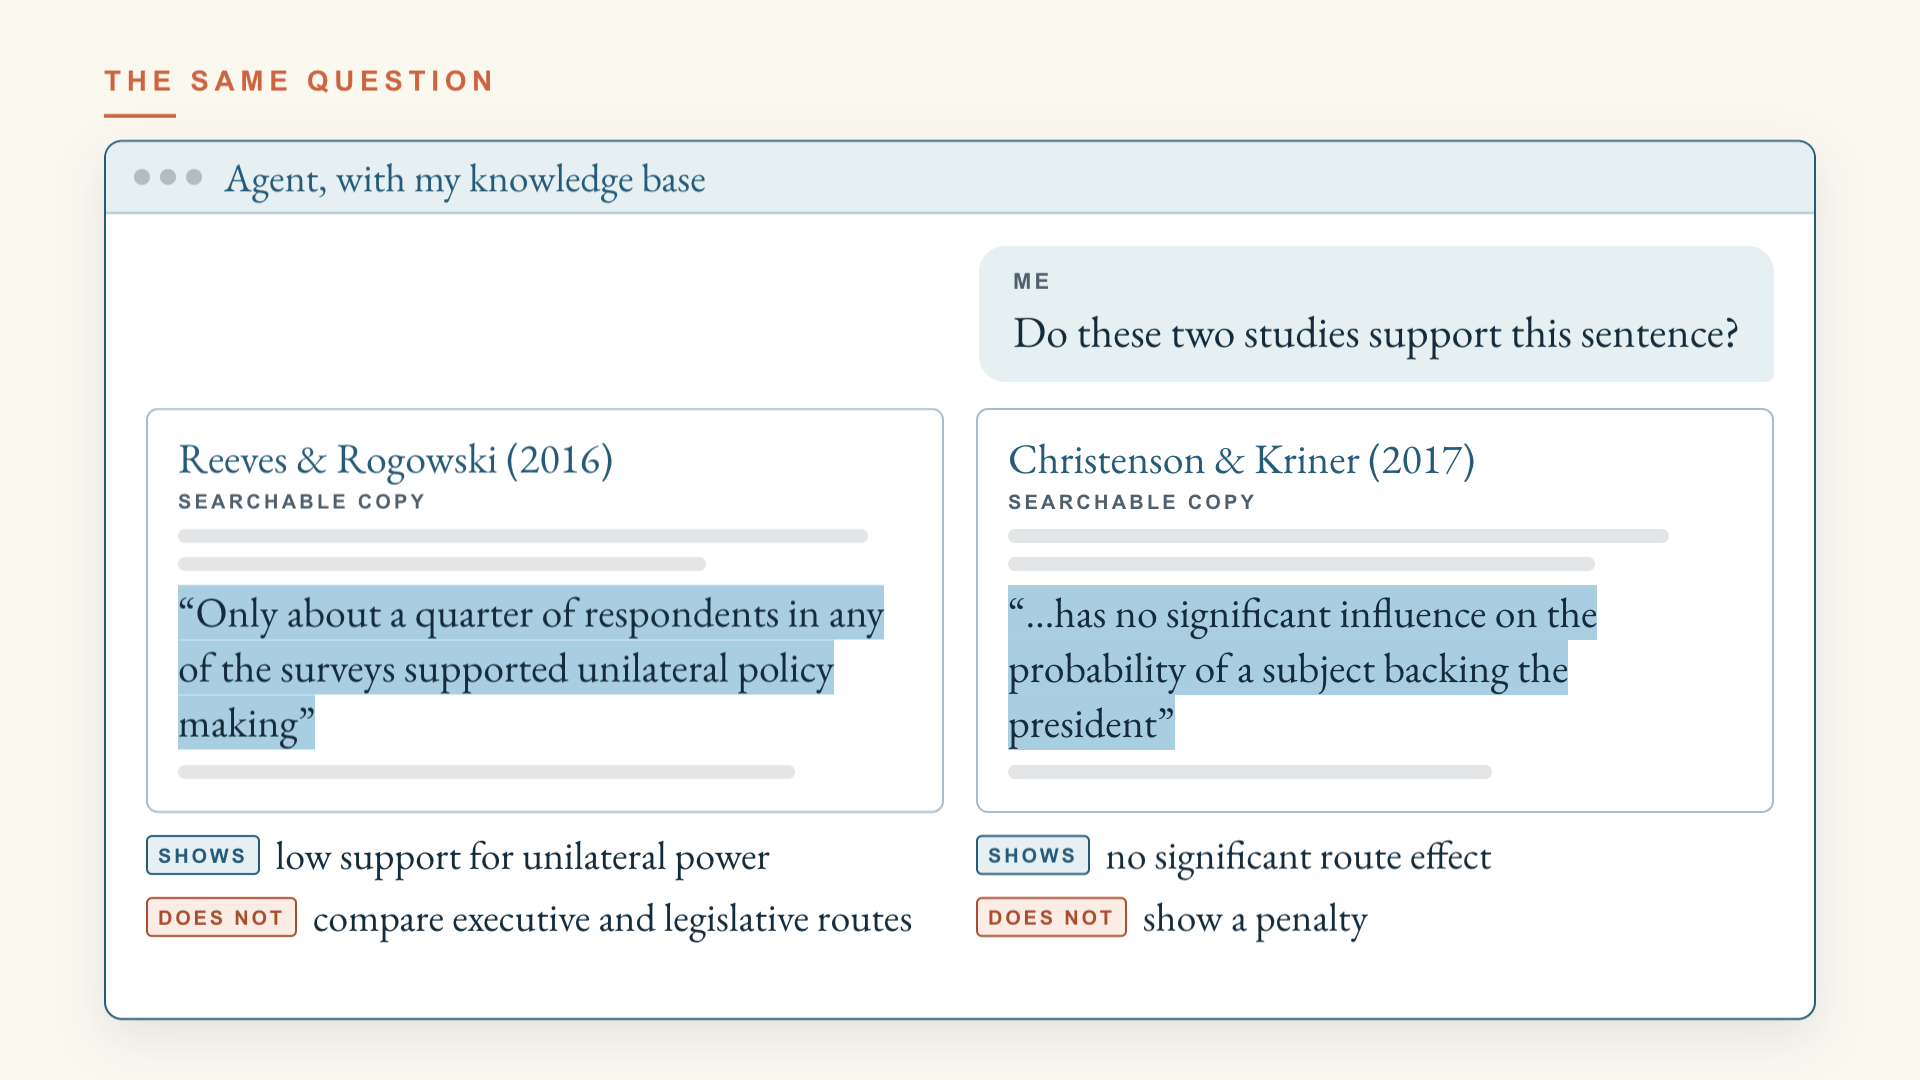 THE SAME QUESTION
Agent, with my knowledge base
ME
Do these two studies support this sentence?
Reeves & Rogowski (2016)
SEARCHABLE COPY
“Only about a quarter of respondents in any
of the surveys supported unilateral policy
making”
SHOWS low support for unilateral power
DOES NOT compare executive and legislative routes
Christenson & Kriner (2017)
SEARCHABLE COPY
“…has no significant influence on the
probability of a subject backing the
president”
SHOWS no significant route effect
DOES NOT show a penalty